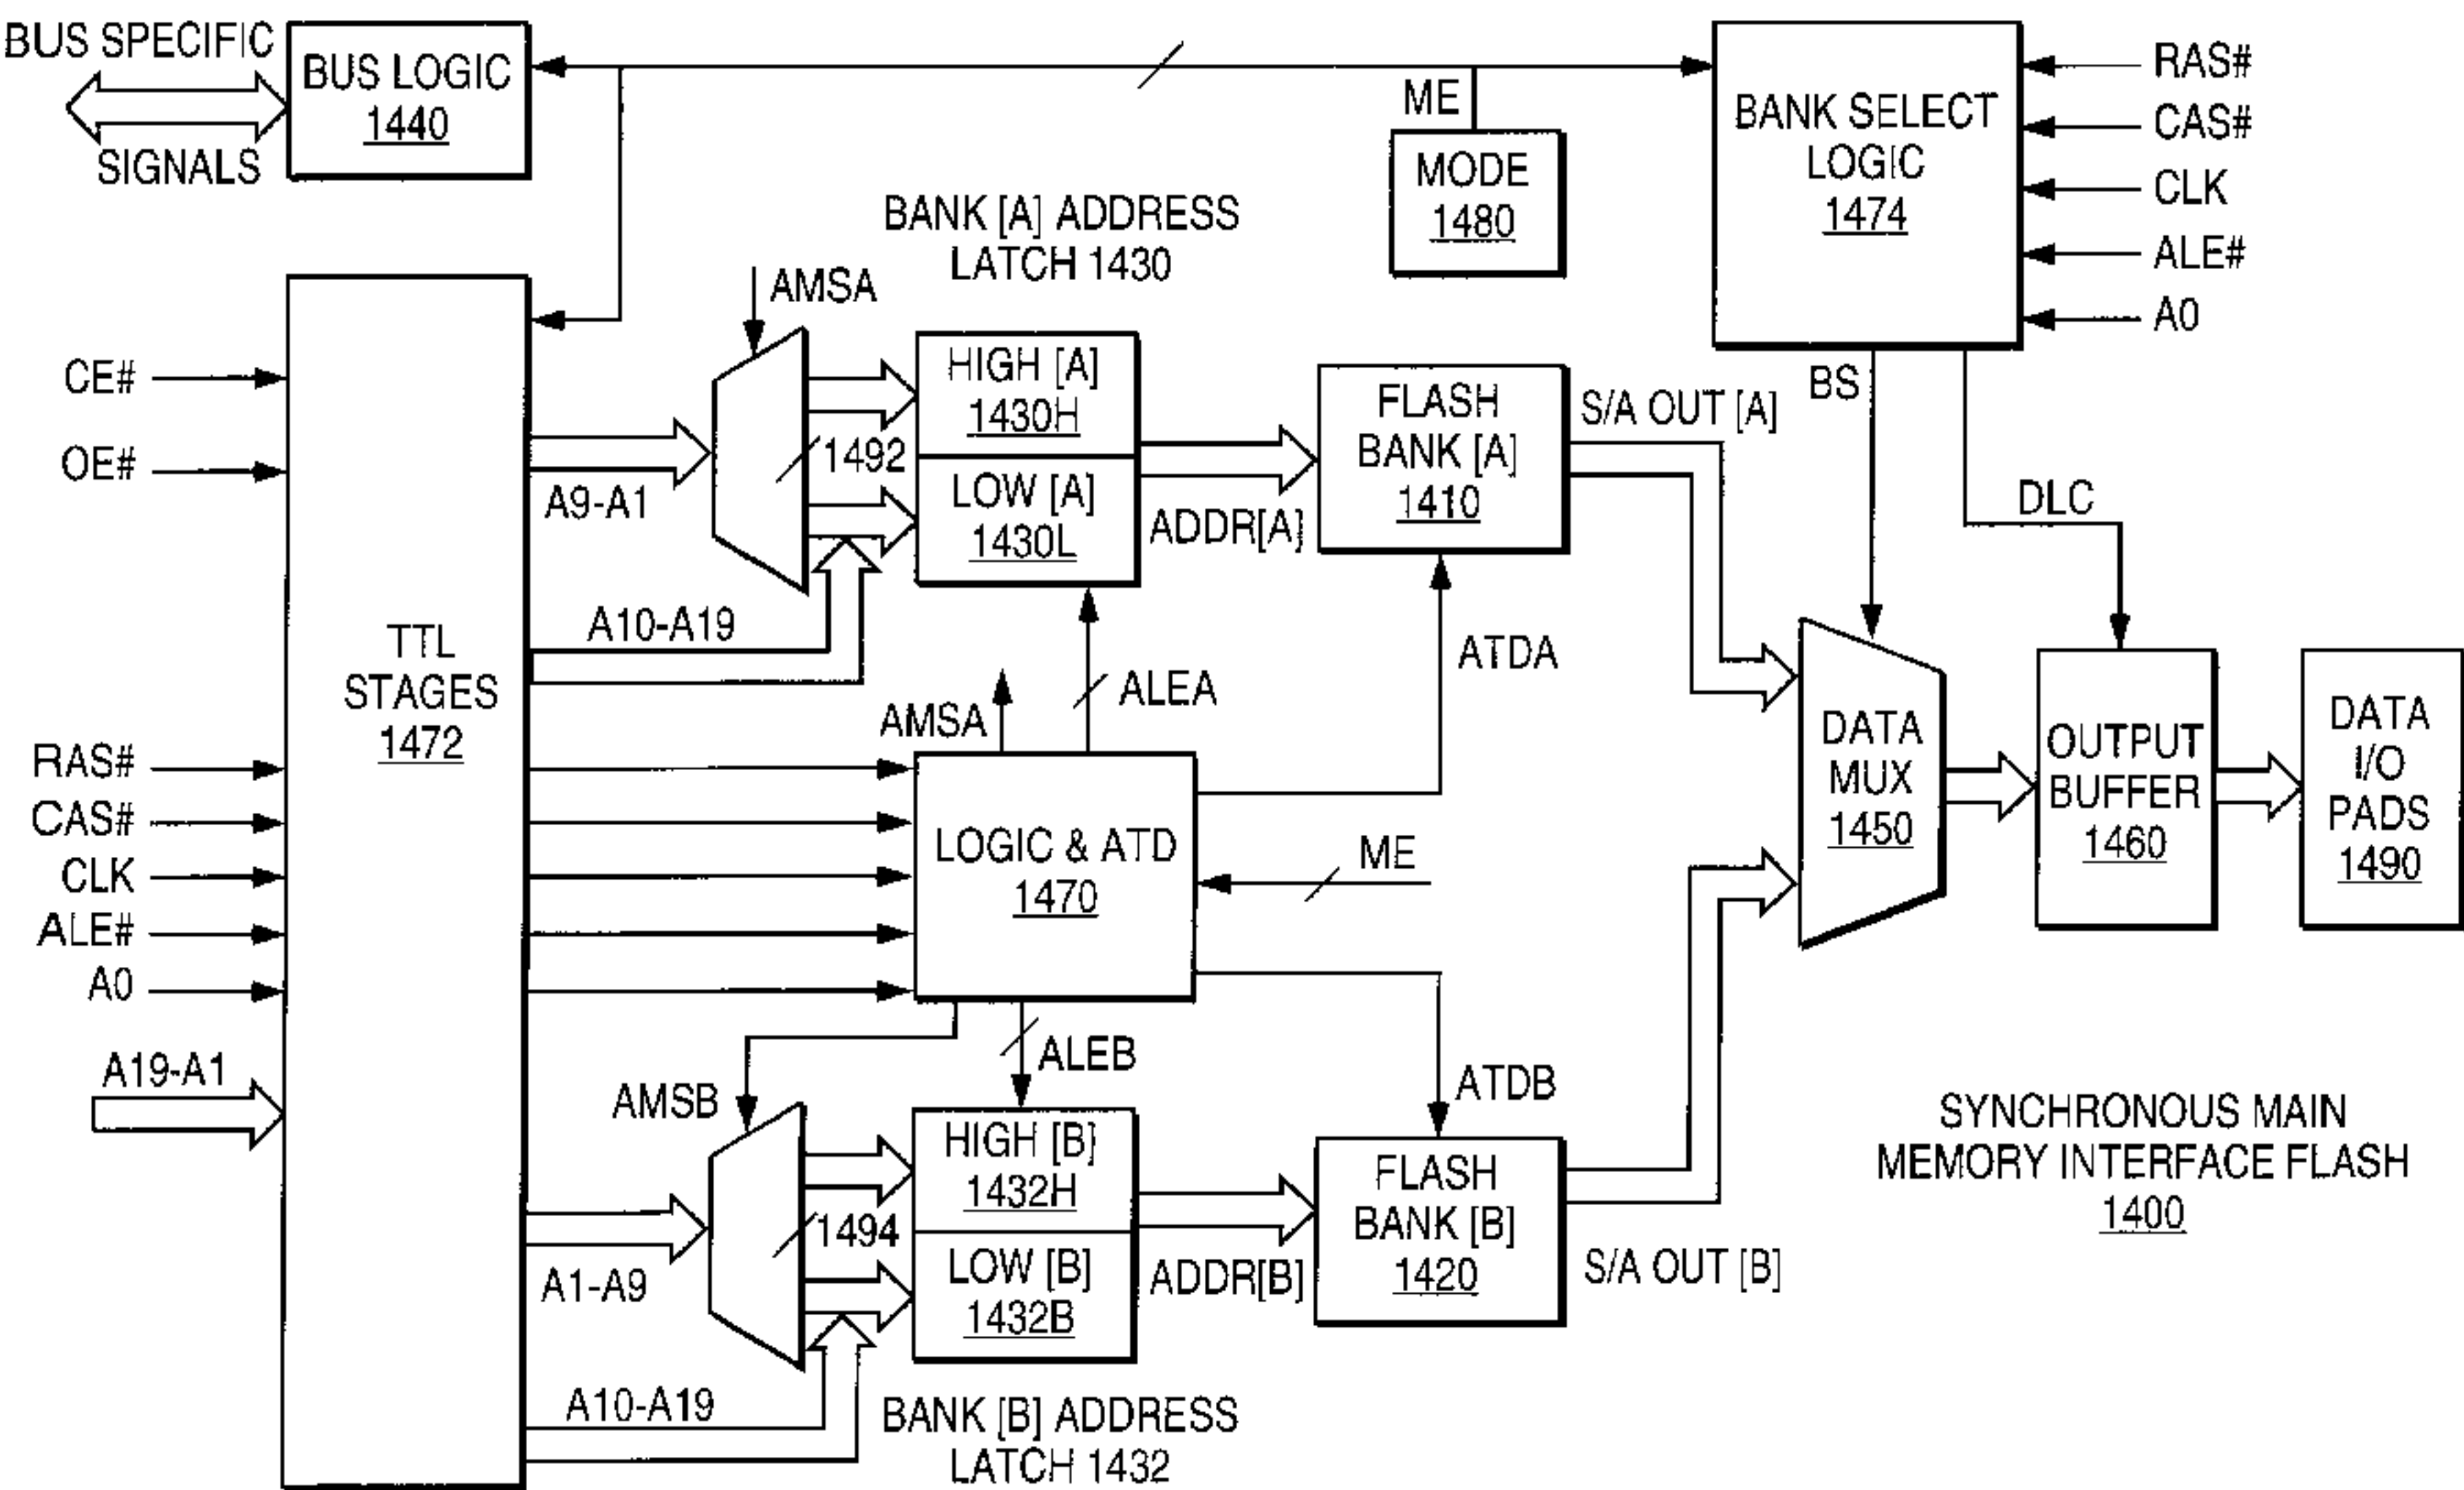 BUS SPECIFIC
SIGNALS
BUS LOGIC
1440
ME
MODE
1480
BANK SELECT
LOGIC
1474
RAS#
CAS#
CLK
ALE#
A0
BANK [A] ADDRESS
LATCH 1430
AMSA
CE#
OE#
A9-A1
1492
HIGH [A]
1430H
LOW [A]
1430L
ADDR[A]
FLASH
BANK [A]
1410
S/A OUT [A]
BS
DLC
A10-A19
TTL
STAGES
1472
AMSA
ALEA
ATDA
RAS#
CAS#
CLK
ALE#
A0
A19-A1
LOGIC & ATD
1470
ME
DATA
MUX
1450
OUTPUT
BUFFER
1460
DATA
I/O
PADS
1490
AMSB
ALEB
ATDB
A1-A9
1494
HIGH [B]
1432H
LOW [B]
1432B
ADDR[B]
FLASH
BANK [B]
1420
S/A OUT [B]
A10-A19
BANK [B] ADDRESS
LATCH 1432
SYNCHRONOUS MAIN
MEMORY INTERFACE FLASH
1400